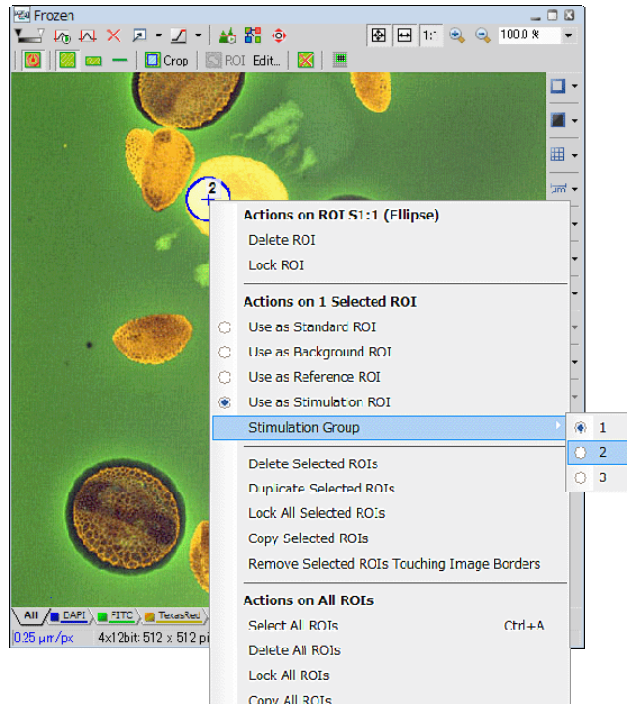 Frozen
1:1
100.0 %
Crop
ROI Edit...
2
Actions on ROI S1:1 (Ellipse)
Delete ROI
Lock ROI
Actions on 1 Selected ROI
Use as Standard ROI
Use as Background ROI
Use as Reference ROI
Use as Stimulation ROI
Stimulation Group
1
2
3
Delete Selected ROIs
Duplicate Selected ROIs
Lock All Selected ROIs
Copy Selected ROIs
Remove Selected ROIs Touching Image Borders
Actions on All ROIs
Select All ROIs Ctrl+A
Delete All ROIs
Lock All ROIs
Copy All ROIs
All DAPI FITC TexasRed
0.25 µm/px 4x12bit: 512 x 512 pi